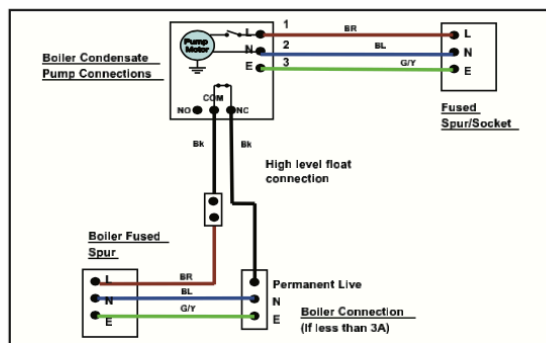 Boiler Condensate
Pump Connections
Pump
Motor
L
N
E
1
2
3
BR
BL
G/Y
L
N
E
Fused
Spur/Socket
COM
NO
NC
Bk
Bk
High level float
connection
Boiler Fused
Spur
L
N
E
BR
BL
G/Y
Permanent Live
N
E
Boiler Connection
(If less than 3A)